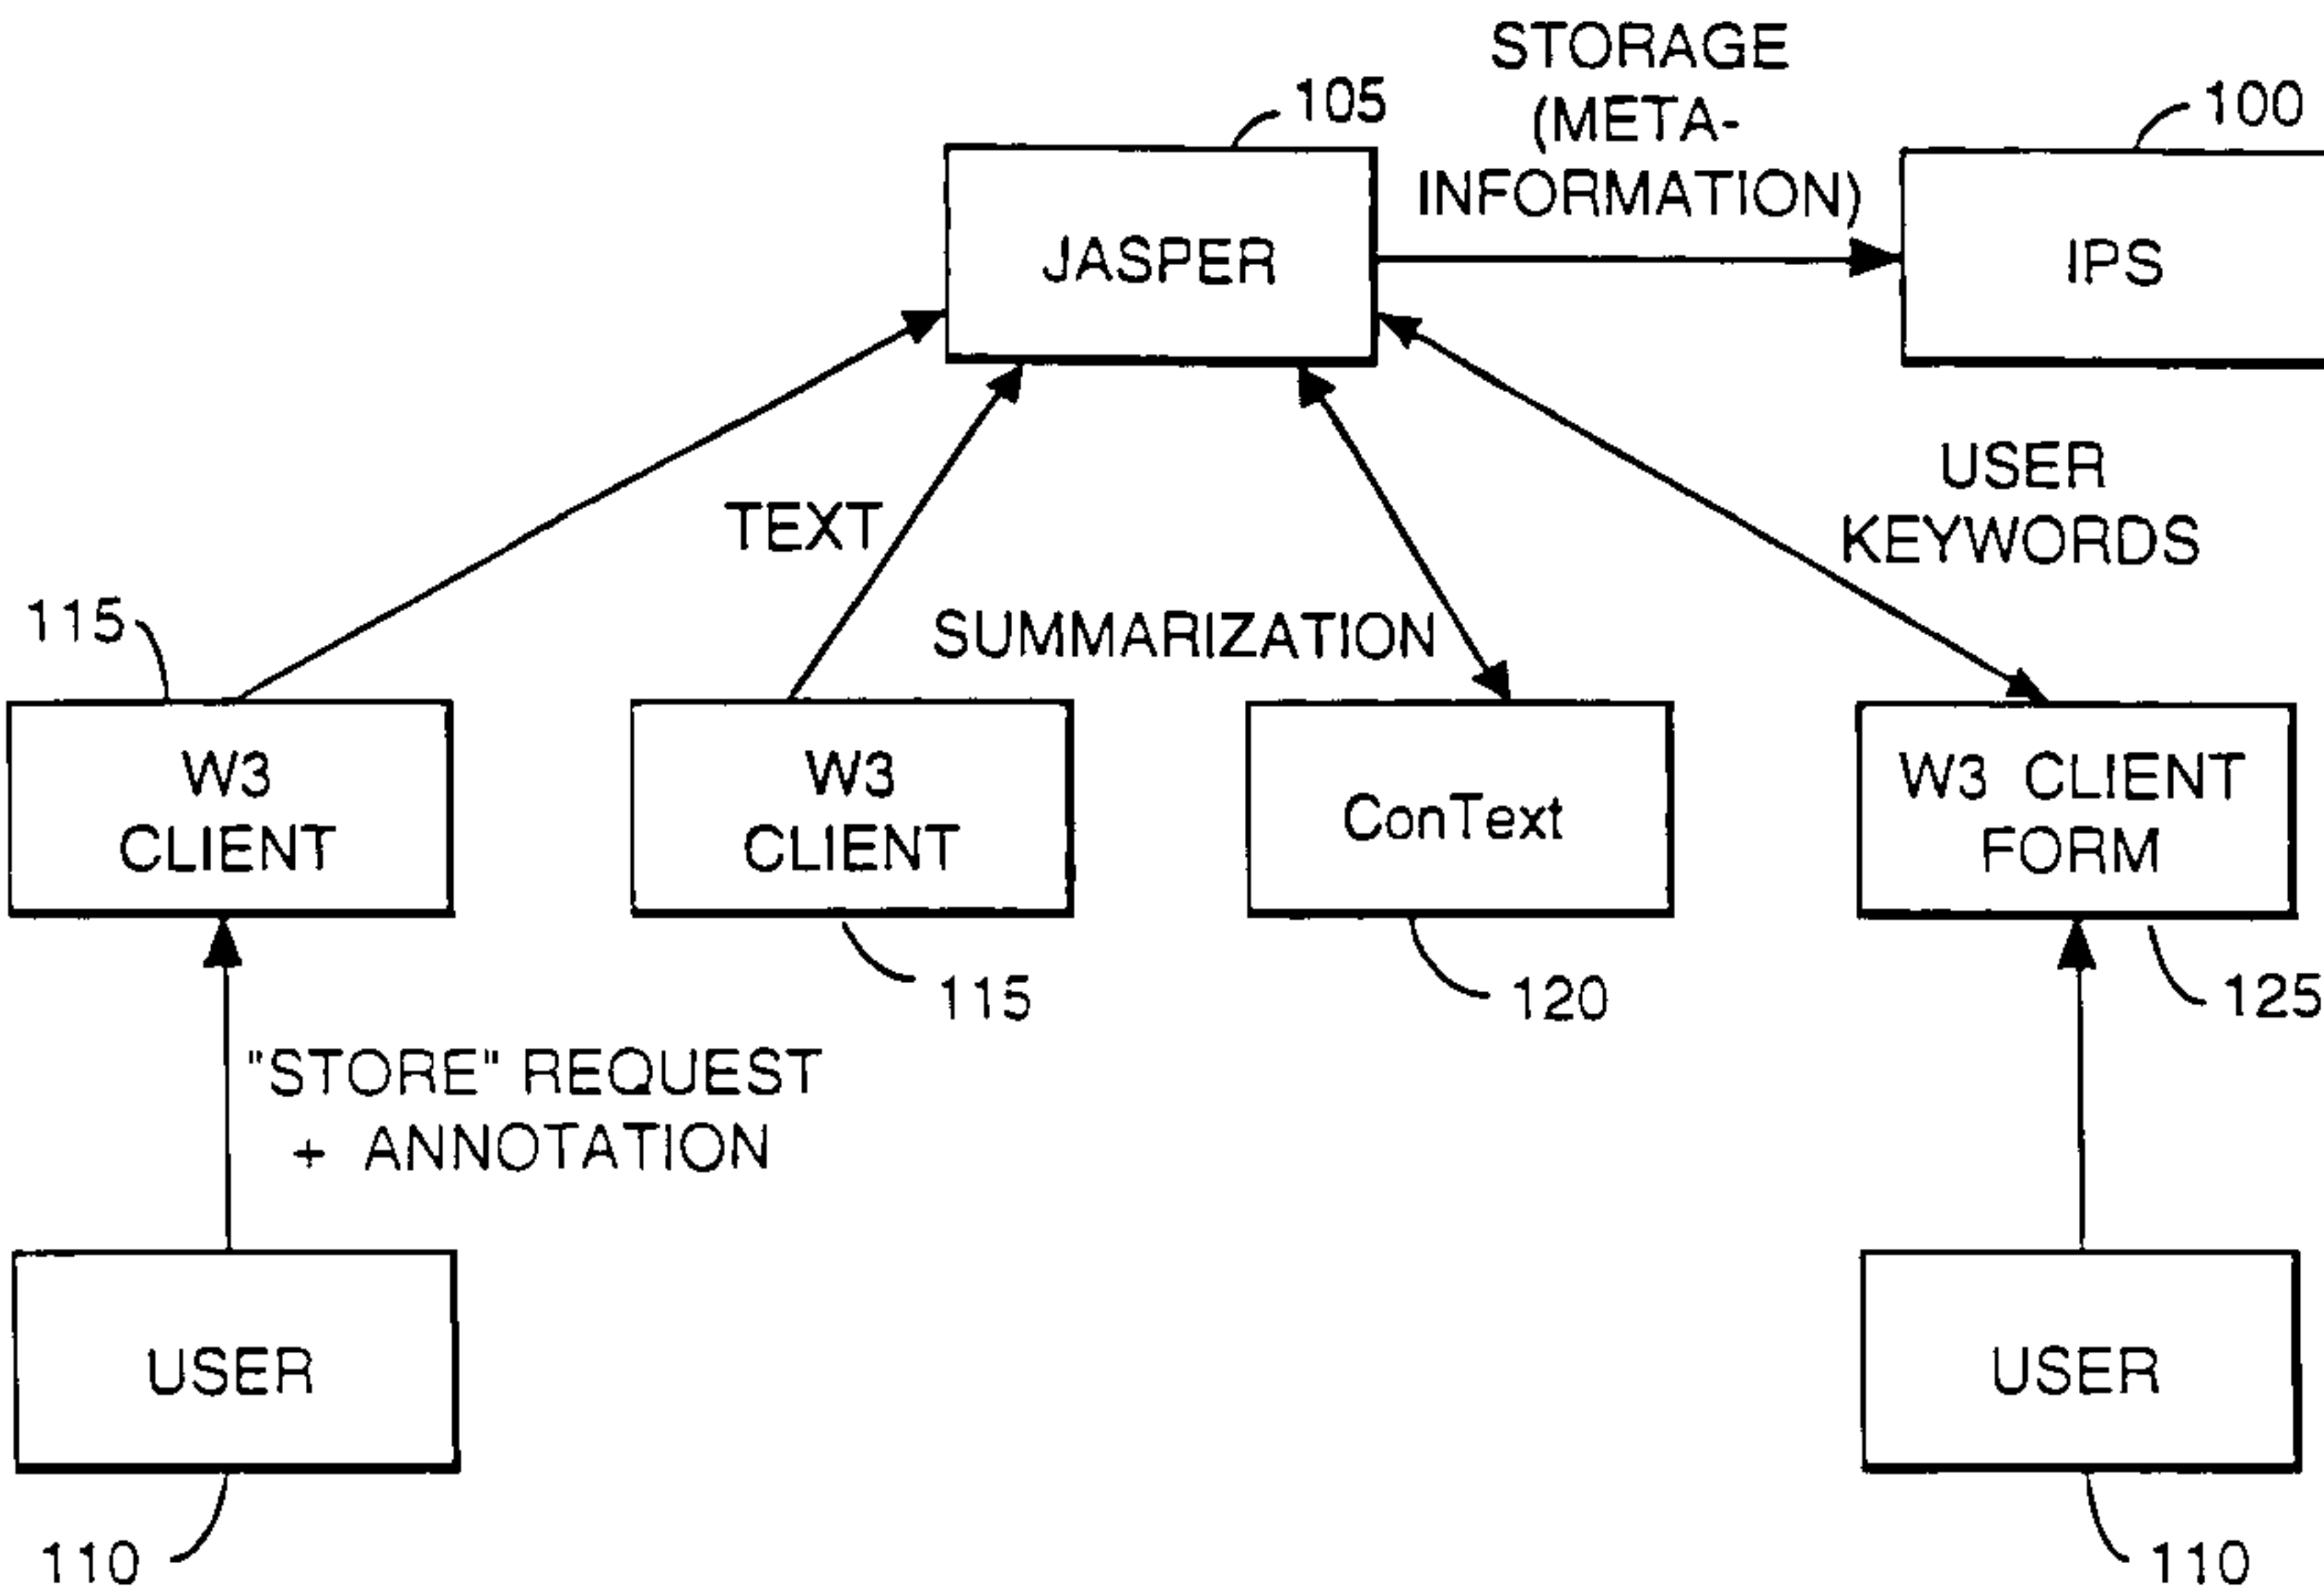 STORAGE
(META-
INFORMATION)
105
100
JASPER
IPS
USER
KEYWORDS
TEXT
SUMMARIZATION
115
W3
CLIENT
W3
CLIENT
ConText
W3 CLIENT
FORM
115
120
125
"STORE" REQUEST
+ ANNOTATION
USER
USER
110
110